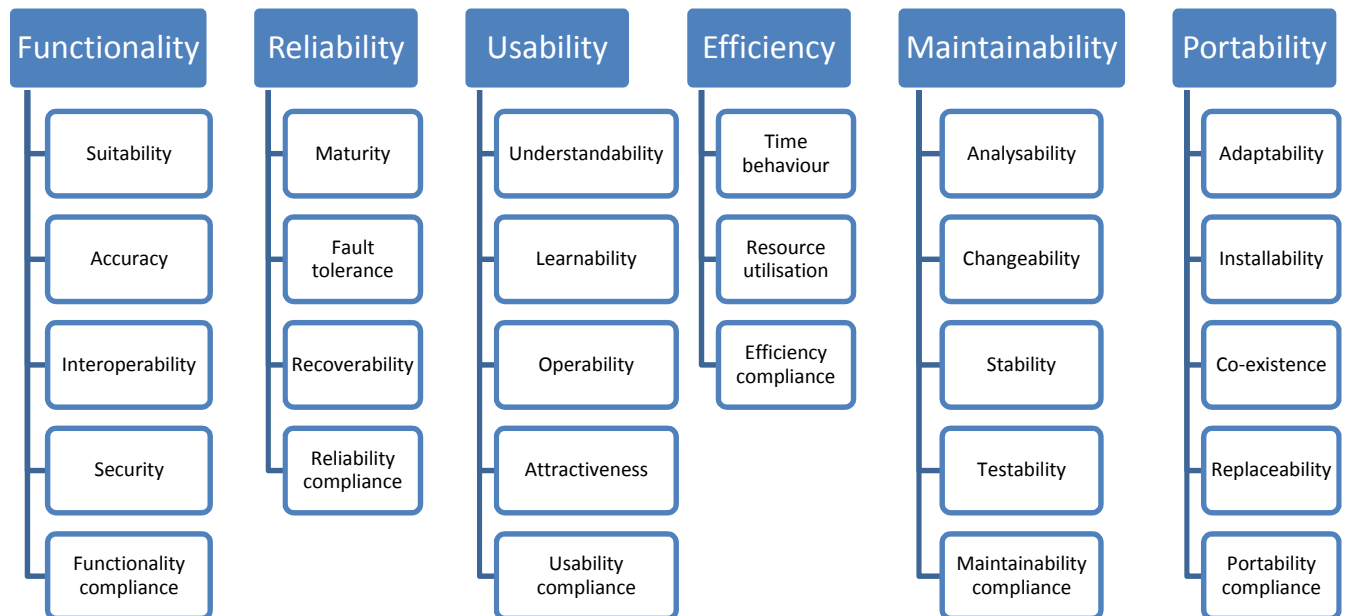 Functionality
Suitability
Accuracy
Interoperability
Security
Functionality
compliance
Reliability
Maturity
Fault
tolerance
Recoverability
Reliability
compliance
Usability
Understandability
Learnability
Operability
Attractiveness
Usability
compliance
Efficiency
Time
behaviour
Resource
utilisation
Efficiency
compliance
Maintainability
Analysability
Changeability
Stability
Testability
Maintainability
compliance
Portability
Adaptability
Installability
Co-existence
Replaceability
Portability
compliance